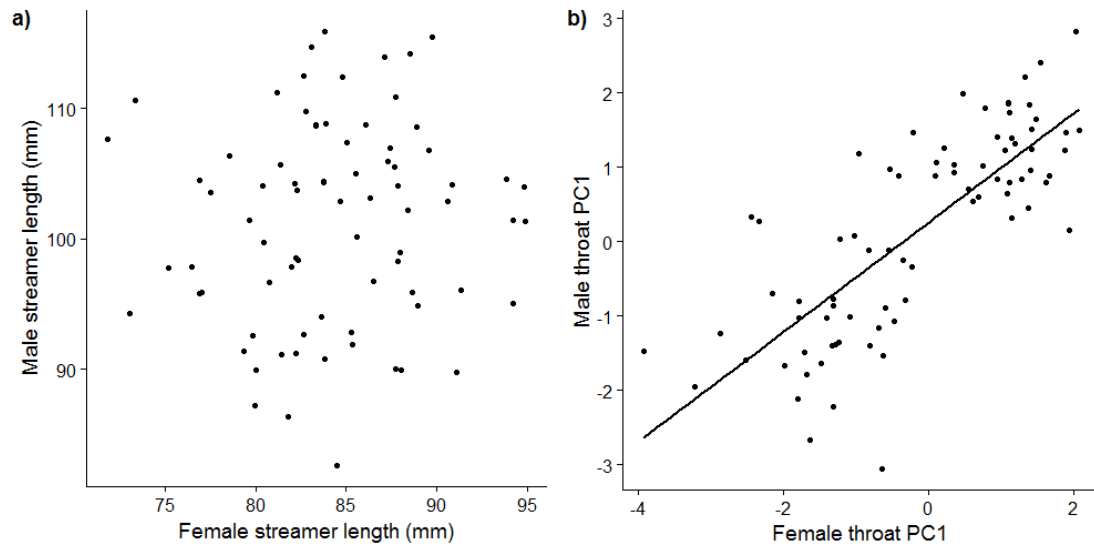 a)
Male streamer length (mm)
110
100
90
75 80 85 90 95
Female streamer length (mm)
b)
Male throat PC1
3
2
1
0
-1
-2
-3
-4 -2 0 2
Female throat PC1